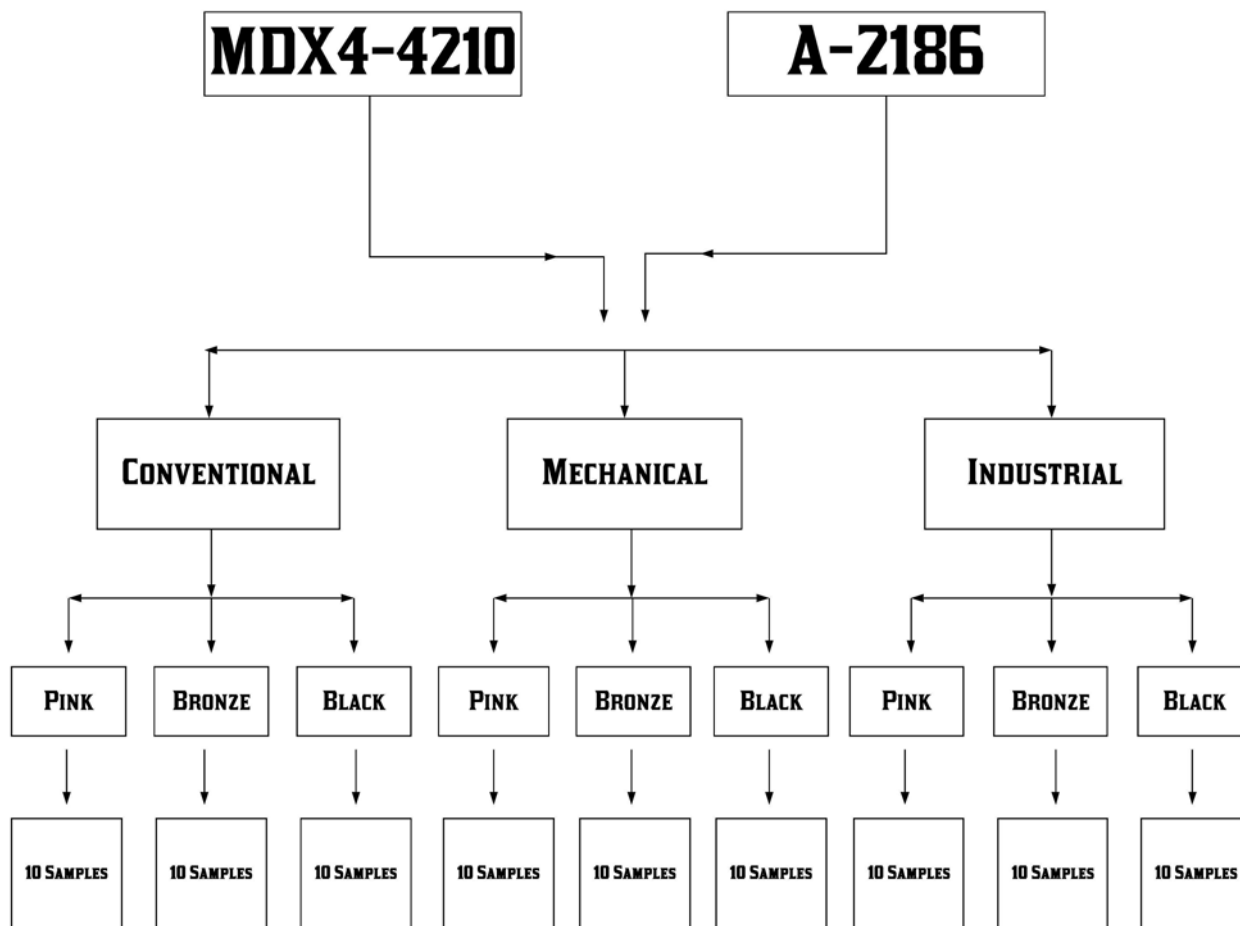 MDX4-4210
A-2186
CONVENTIONAL
MECHANICAL
INDUSTRIAL
PINK
BRONZE
BLACK
PINK
BRONZE
BLACK
PINK
BRONZE
BLACK
10 SAMPLES
10 SAMPLES
10 SAMPLES
10 SAMPLES
10 SAMPLES
10 SAMPLES
10 SAMPLES
10 SAMPLES
10 SAMPLES